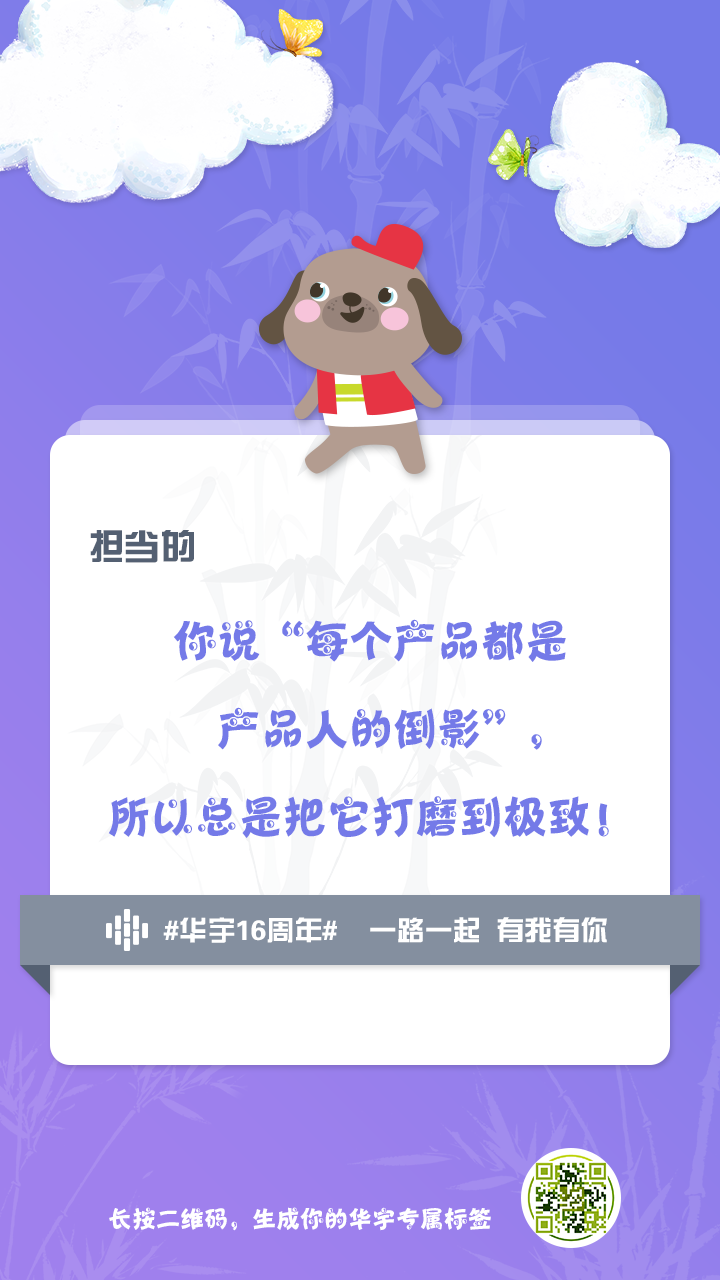 担当的
你说“每个产品都是
产品人的倒影”，
所以总是把它打磨到极致！
#华宇16周年# 一路一起 有我有你
长按二维码，生成你的华宇专属标签